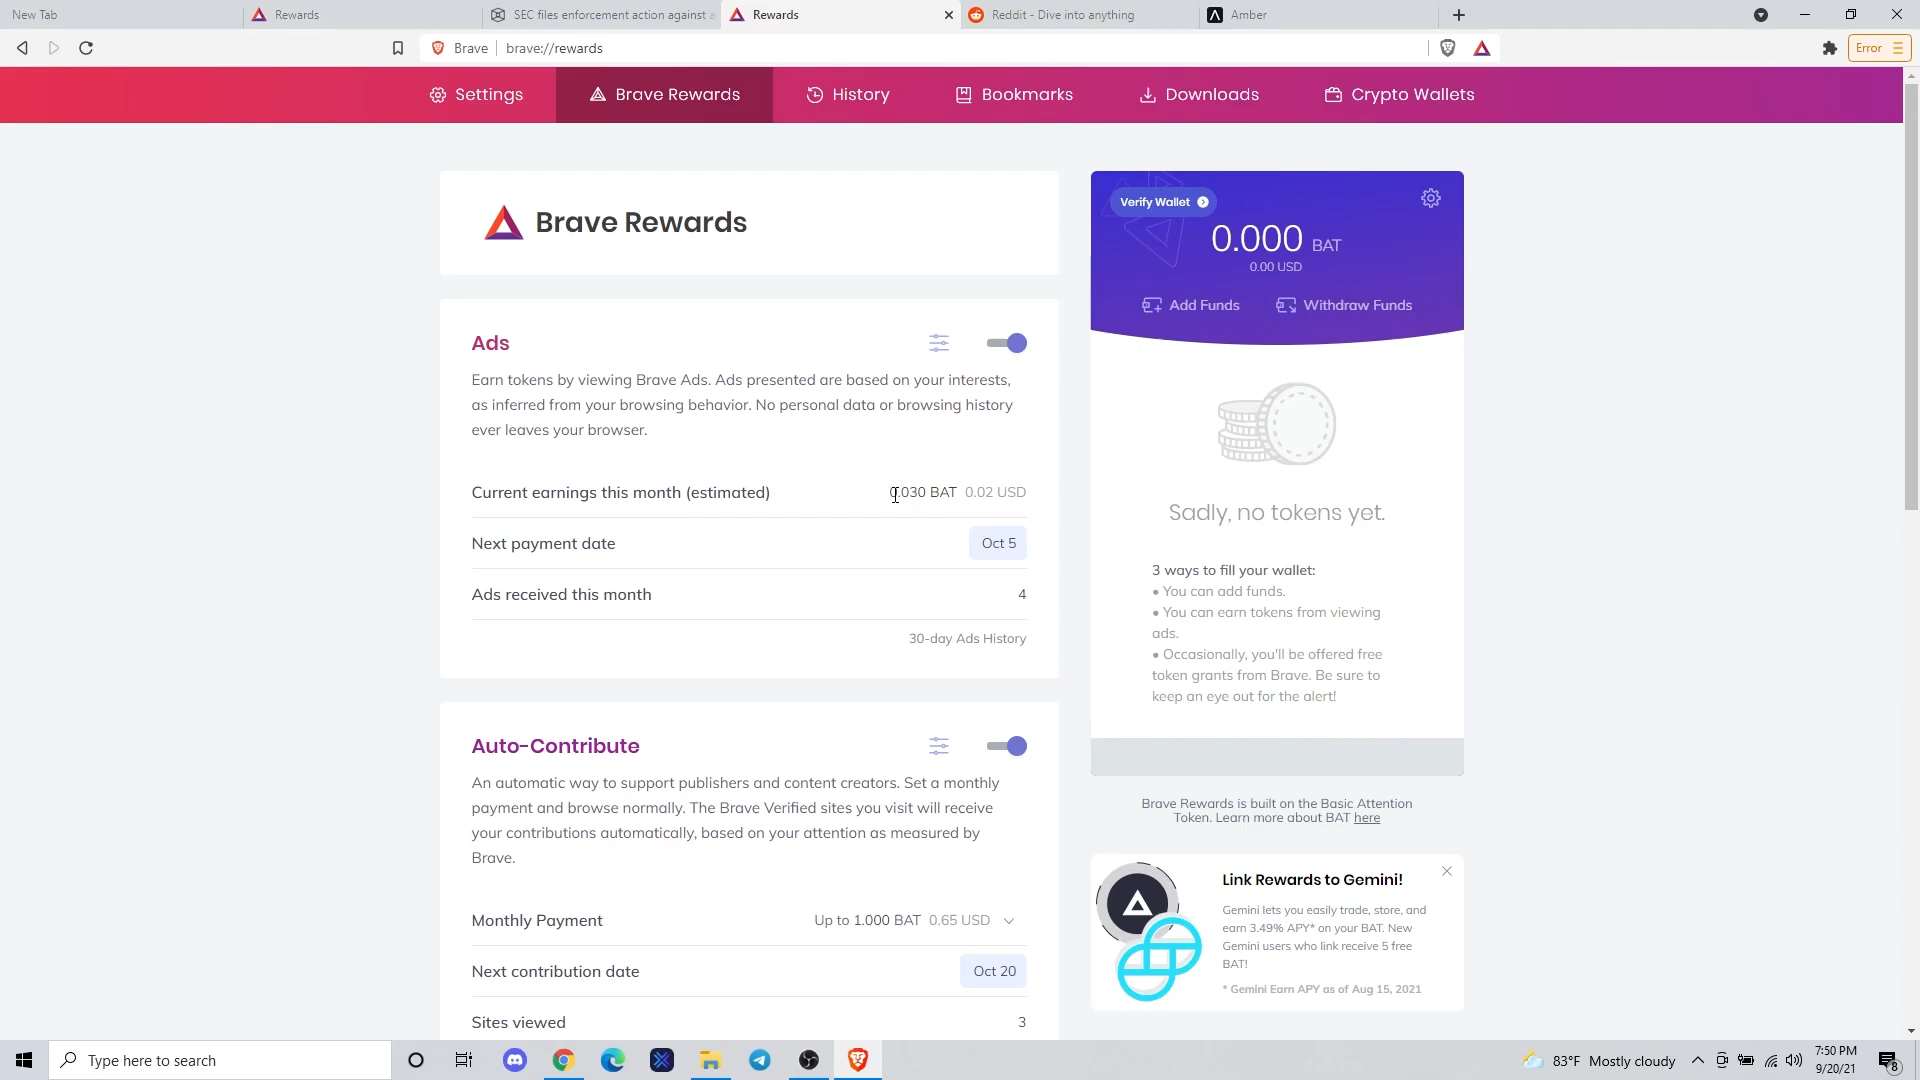 New Tab
Rewards
SEC files enforcement action against a
Rewards
Reddit - Dive into anything
Amber
Brave
brave://rewards
Error
Settings
Brave Rewards
History
Bookmarks
Downloads
Crypto Wallets
Brave Rewards
Ads
Earn tokens by viewing Brave Ads. Ads presented are based on your interests,
as inferred from your browsing behavior. No personal data or browsing history
ever leaves your browser.
Current earnings this month (estimated)
0.030 BAT 0.02 USD
Next payment date
Oct 5
Ads received this month
4
30-day Ads History
Auto-Contribute
An automatic way to support publishers and content creators. Set a monthly
payment and browse normally. The Brave Verified sites you visit will receive
your contributions automatically, based on your attention as measured by
Brave.
Monthly Payment
Up to 1.000 BAT 0.65 USD
Next contribution date
Oct 20
Sites viewed
3
Verify Wallet
0.000 BAT
0.00 USD
Add Funds
Withdraw Funds
Sadly, no tokens yet.
3 ways to fill your wallet:
• You can add funds.
• You can earn tokens from viewing
ads.
• Occasionally, you'll be offered free
token grants from Brave. Be sure to
keep an eye out for the alert!
Brave Rewards is built on the Basic Attention
Token. Learn more about BAT here
Link Rewards to Gemini!
Gemini lets you easily trade, store, and
earn 3.49% APY* on your BAT. New
Gemini users who link receive 5 free
BAT!
* Gemini Earn APY as of Aug 15, 2021
Type here to search
83°F Mostly cloudy
7:50 PM
9/20/21
8